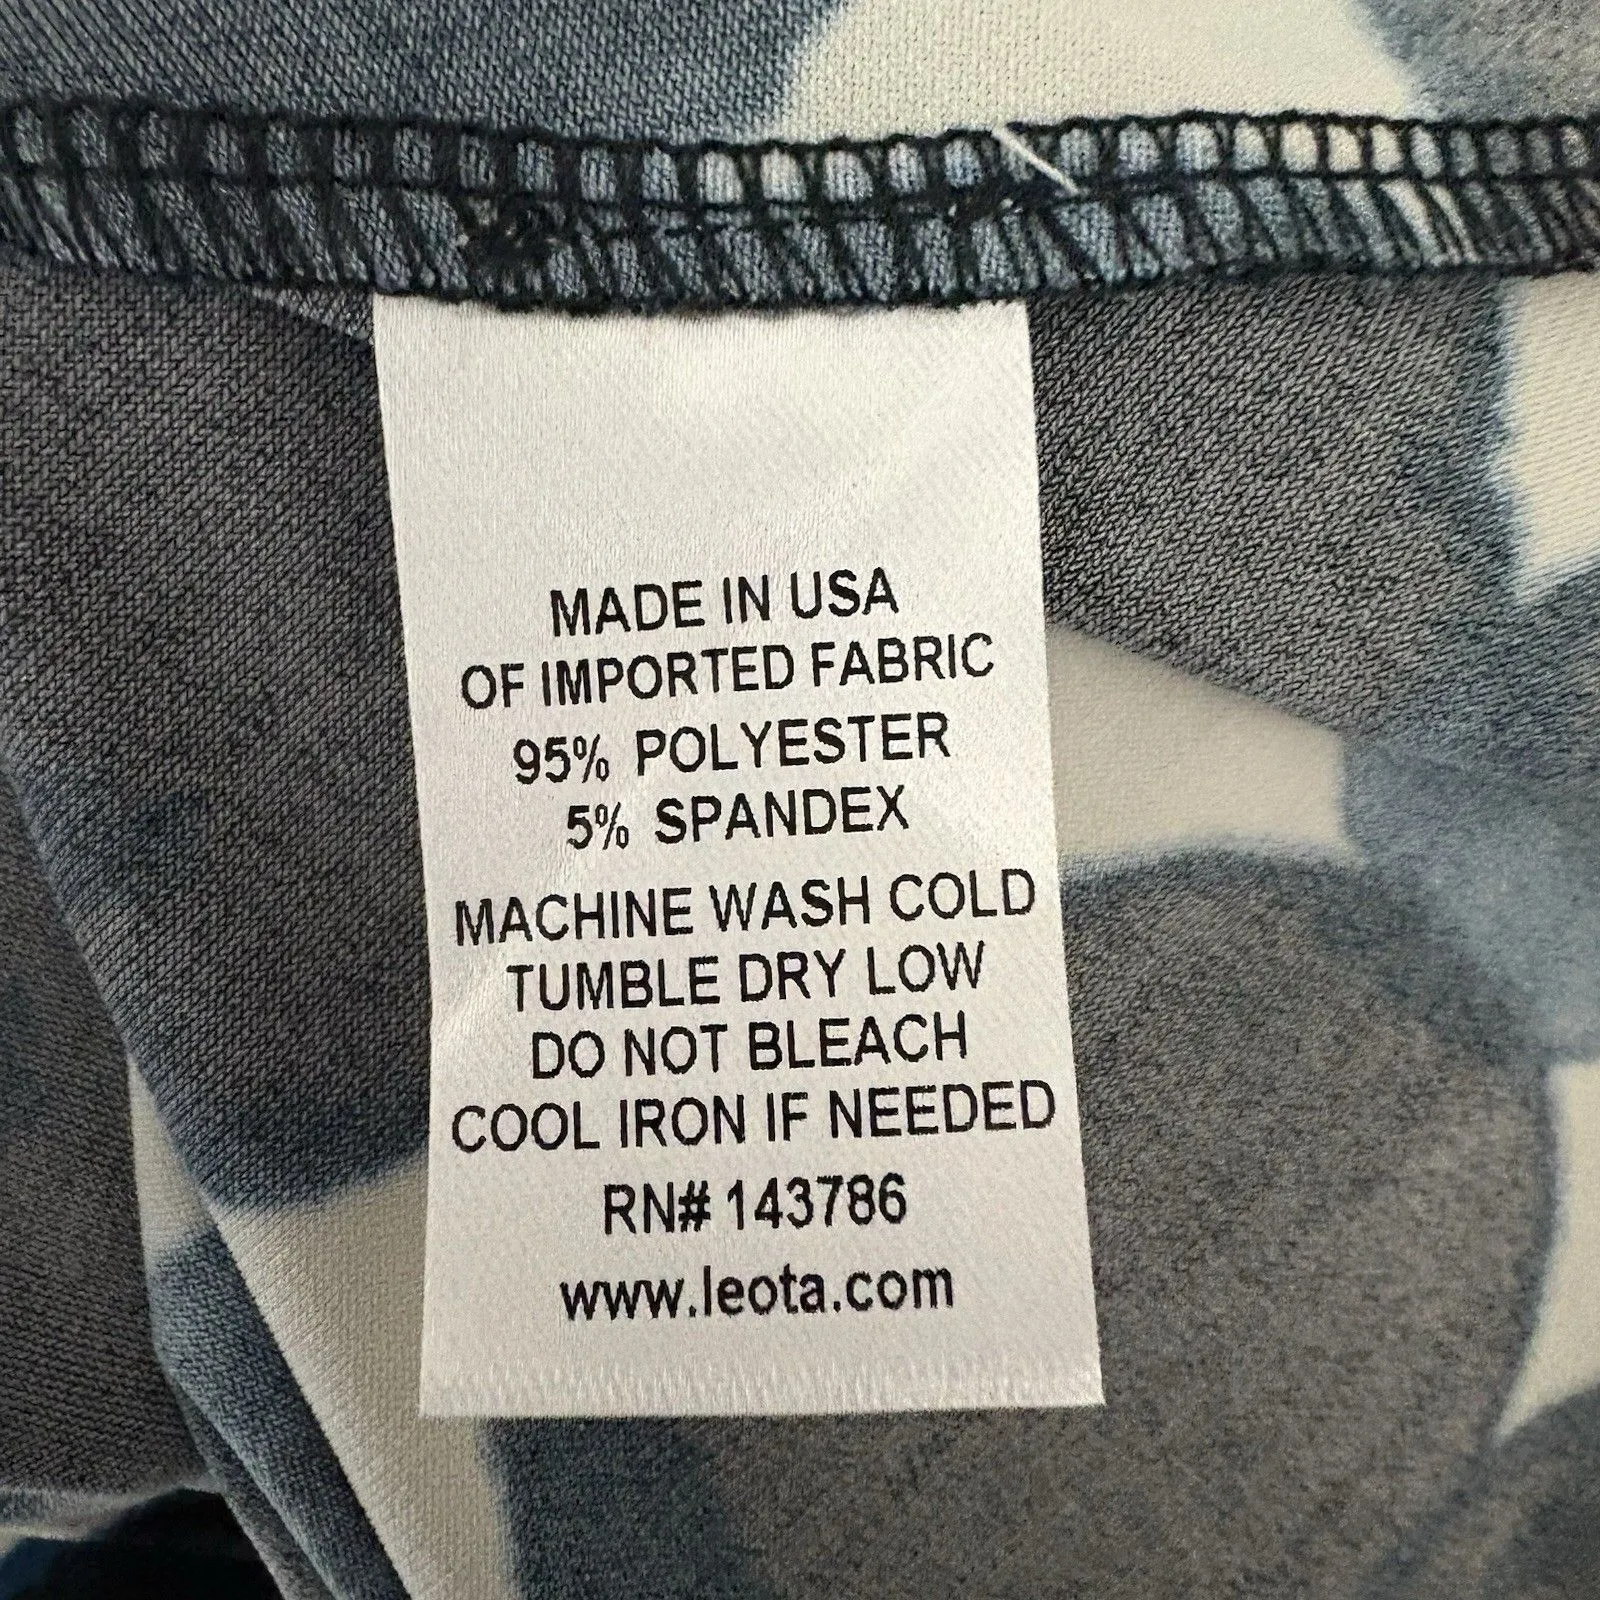 MADE IN USA
OF IMPORTED FABRIC
95% POLYESTER
5% SPANDEX
MACHINE WASH COLD
TUMBLE DRY LOW
DO NOT BLEACH
COOL IRON IF NEEDED
RN# 143786
www.leota.com